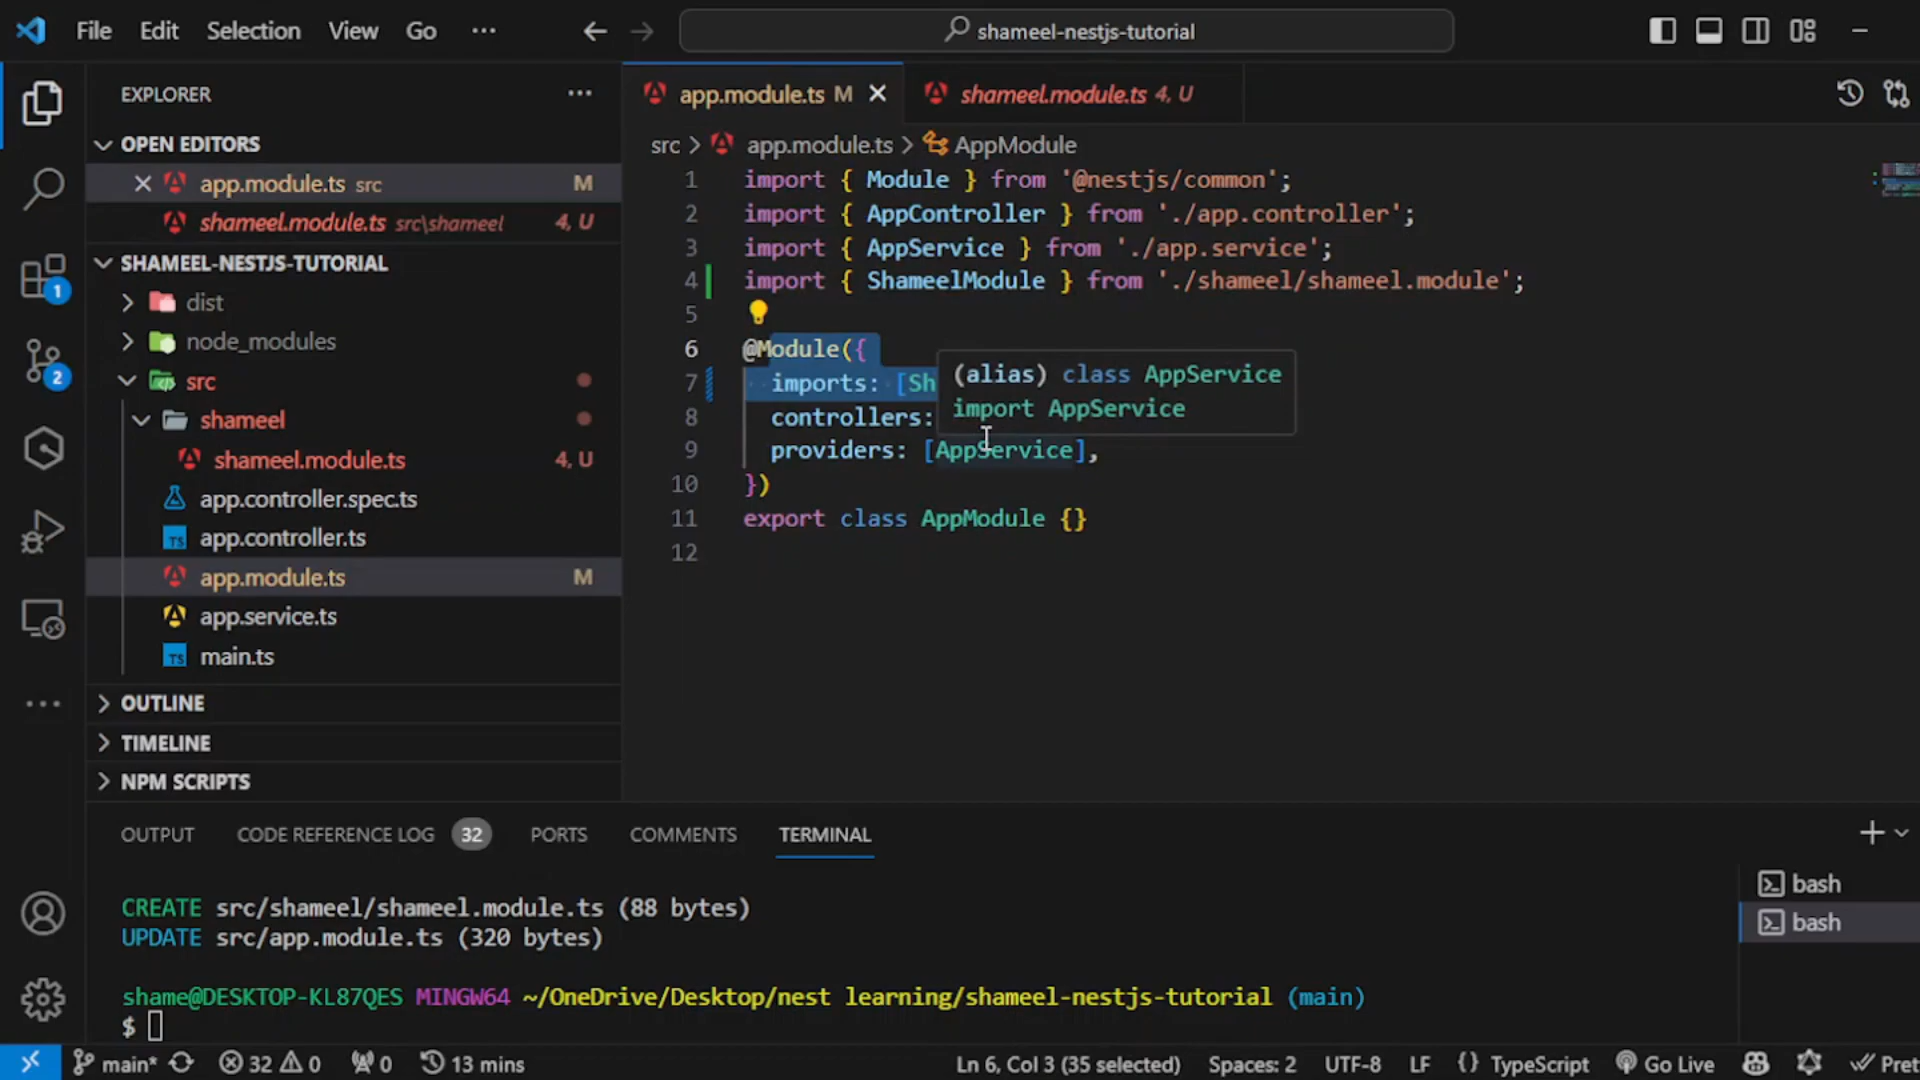 File Edit Selection View Go ... shameel-nestjs-tutorial
EXPLORER ...
OPEN EDITORS
app.module.ts src M
shameel.module.ts src\shameel 4, U
SHAMEEL-NESTJS-TUTORIAL
dist
node_modules
src
shameel
shameel.module.ts 4, U
app.controller.spec.ts
TS app.controller.ts
app.module.ts M
app.service.ts
TS main.ts
OUTLINE
TIMELINE
NPM SCRIPTS
1
2
app.module.ts M shameel.module.ts 4, U
src > app.module.ts > AppModule
1 import { Module } from '@nestjs/common';
2 import { AppController } from './app.controller';
3 import { AppService } from './app.service';
4 import { ShameelModule } from './shameel/shameel.module';
5
6 @Module({
7 imports: [Sh
8 controllers:
9 providers: [AppService],
10 })
11 export class AppModule {}
12
(alias) class AppService
import AppService
OUTPUT CODE REFERENCE LOG 32 PORTS COMMENTS TERMINAL
CREATE src/shameel/shameel.module.ts (88 bytes)
UPDATE src/app.module.ts (320 bytes)
shame@DESKTOP-KL87QES MINGW64 ~/OneDrive/Desktop/nest learning/shameel-nestjs-tutorial (main)
$
bash
bash
main* 32 0 0 13 mins Ln 6, Col 3 (35 selected) Spaces: 2 UTF-8 LF {} TypeScript Go Live Pret